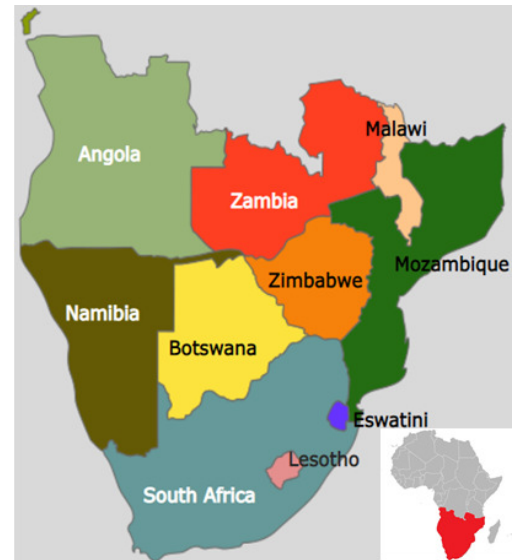 Malawi
Angola
Zambia
Mozambique
Zimbabwe
Namibia
Botswana
Eswatini
Lesotho
South Africa